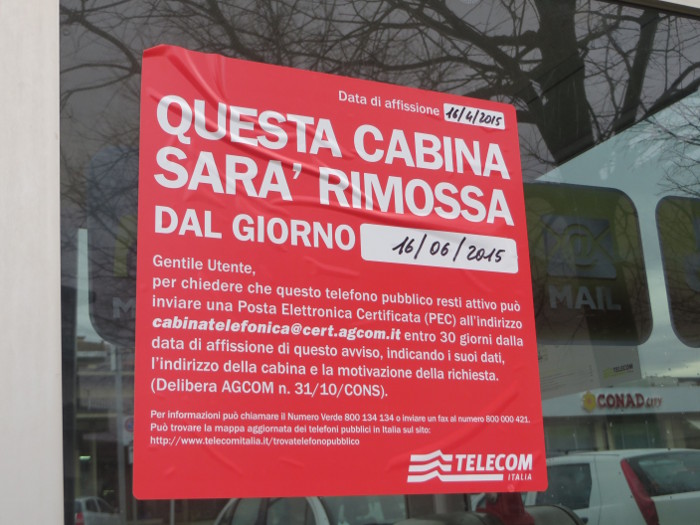 Data di affissione 16/4/2015
QUESTA CABINA
SARA' RIMOSSA
DAL GIORNO 16/06/2015
Gentile Utente,
per chiedere che questo telefono pubblico resti attivo può
inviare una Posta Elettronica Certificata (PEC) all'indirizzo
cabinatelefonica@cert.agcom.it entro 30 giorni dalla
data di affissione di questo avviso, indicando i suoi dati,
l'indirizzo della cabina e la motivazione della richiesta.
(Delibera AGCOM n. 31/10/CONS).
Per informazioni può chiamare il Numero Verde 800 134 134 o inviare un fax al numero 800 000 421.
Può trovare la mappa aggiornata dei telefoni pubblici in Italia sul sito:
http://www.telecomitalia.it/trovatelefonopubblico
TELECOM
ITALIA
@
MAIL
CONAD CITY